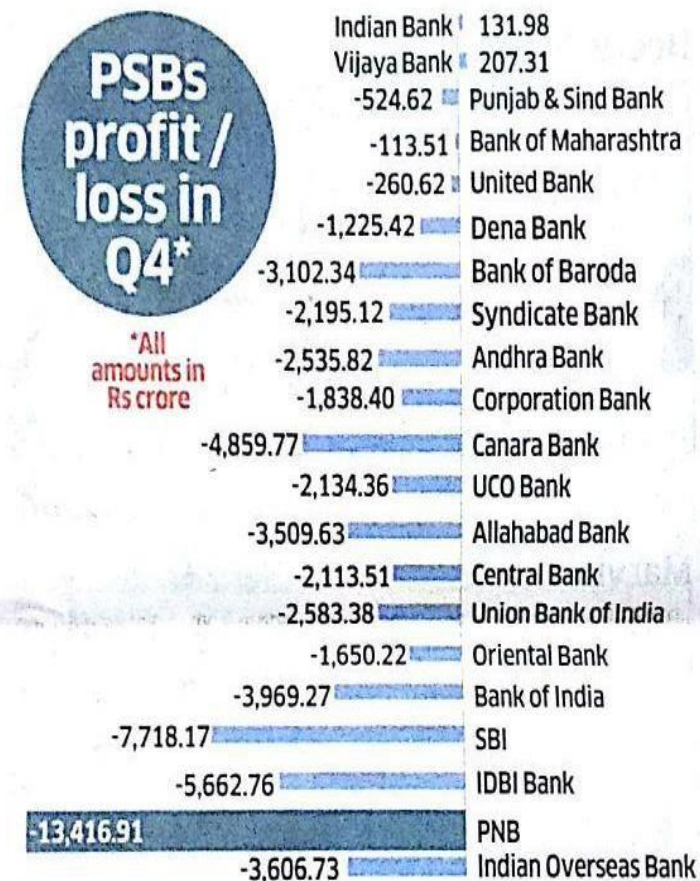 PSBs
profit /
loss in
Q4*
*All
amounts in
Rs crore
Indian Bank 131.98
Vijaya Bank 207.31
-524.62 Punjab & Sind Bank
-113.51 Bank of Maharashtra
-260.62 United Bank
-1,225.42 Dena Bank
-3,102.34 Bank of Baroda
-2,195.12 Syndicate Bank
-2,535.82 Andhra Bank
-1,838.40 Corporation Bank
-4,859.77 Canara Bank
-2,134.36 UCO Bank
-3,509.63 Allahabad Bank
-2,113.51 Central Bank
-2,583.38 Union Bank of India
-1,650.22 Oriental Bank
-3,969.27 Bank of India
-7,718.17 SBI
-5,662.76 IDBI Bank
-13,416.91 PNB
-3,606.73 Indian Overseas Bank